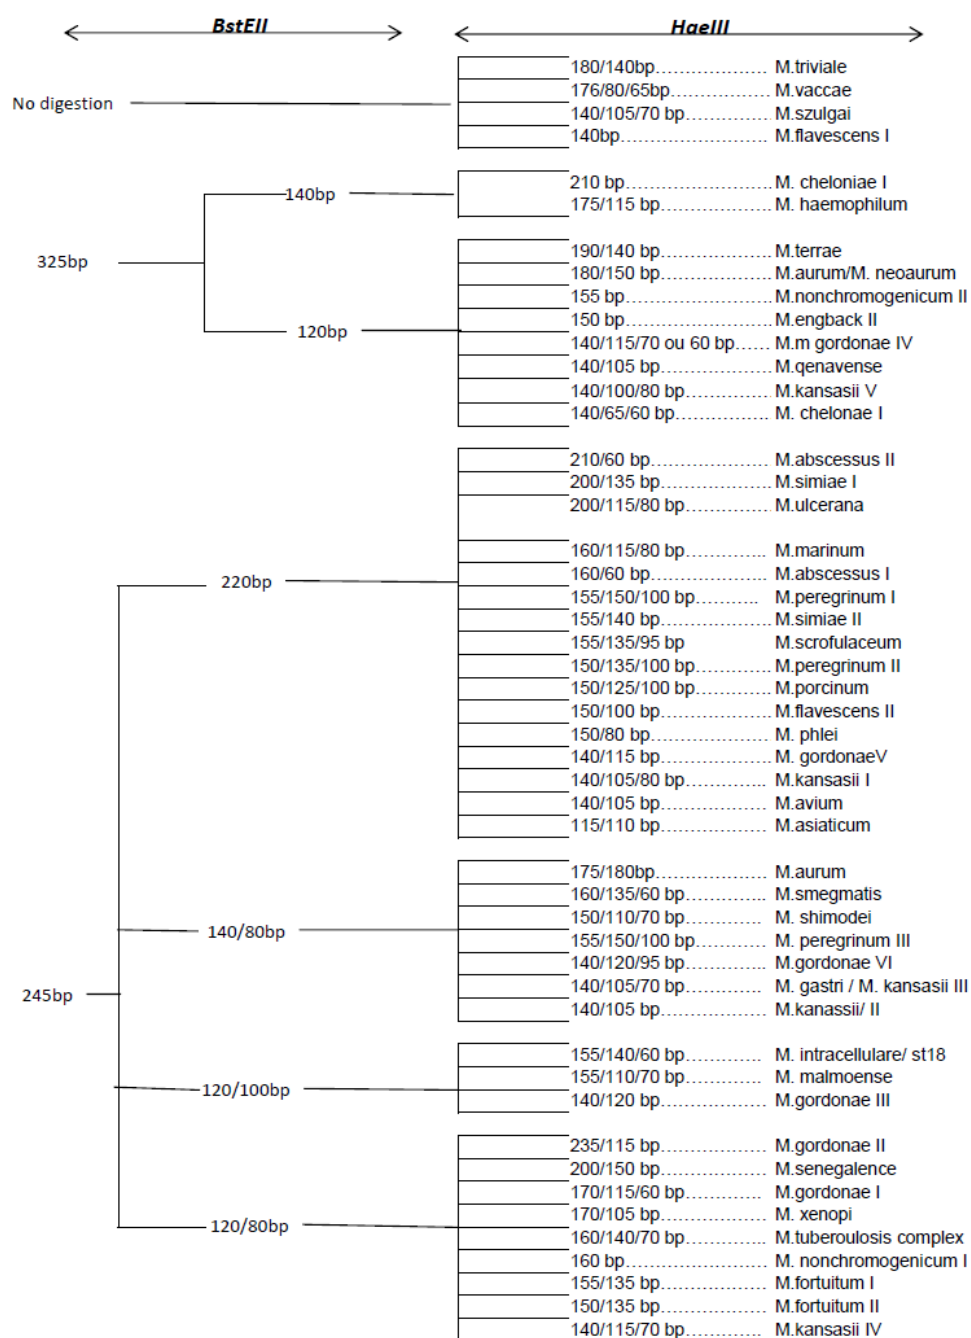 BstEII HaeIII
180/140bp................... M.triviale
176/80/65bp................. M.vaccae
No digestion
140/105/70 bp.............. M.szulgai
140bp......................... M.flavescens I
210 bp........................ M. cheloniae I
140bp
175/115 bp.................. M. haemophilum
190/140 bp.................. M.terrae
325bp
180/150 bp.................. M.aurum/M. neoaurum
155 bp........................ M.nonchromogenicum II
150 bp........................ M.engback II
120bp
140/115/70 ou 60 bp...... M.m gordonae IV
140/105 bp.................. M.qenavense
140/100/80 bp.............. M.kansasii V
140/65/60 bp................ M. chelonae I
210/60 bp.................... M.abscessus II
200/135 bp.................. M.simiae I
200/115/80 bp.............. M.ulcerana
160/115/80 bp.............. M.marinum
160/60 bp.................... M.abscessus I
220bp
155/150/100 bp........... M.peregrinum I
155/140 bp.................. M.simiae II
155/135/95 bp M.scrofulaceum
150/135/100 bp............ M.peregrinum II
150/125/100 bp............ M.porcinum
150/100 bp.................. M.flavescens II
150/80 bp.................... M. phlei
140/115 bp.................. M. gordonaeV
140/105/80 bp.............. M.kansasii I
140/105 bp.................. M.avium
115/110 bp.................. M.asiaticum
175/180bp................... M.aurum
160/135/60 bp.............. M.smegmatis
150/110/70 bp............. M. shimodei
140/80bp
155/150/100 bp............ M. peregrinum III
140/120/95 bp.............. M.gordonae VI
140/105/70 bp............. M. gastri / M. kansasii III
245bp
140/105 bp.................. M.kanassii/ II
155/140/60 bp............. M. intracellulare/ st18
155/110/70 bp............. M. malmoense
120/100bp
140/120 bp.................. M.gordonae III
235/115 bp.................. M.gordonae II
200/150 bp.................. M.senegalence
170/115/60 bp............. M.gordonae I
170/105 bp.................. M. xenopi
120/80bp
160/140/70 bp.............. M.tuberoulosis complex
160 bp........................ M. nonchromogenicum I
155/135 bp.................. M.fortuitum I
150/135 bp.................. M.fortuitum II
140/115/70 bp............. M.kansasii IV